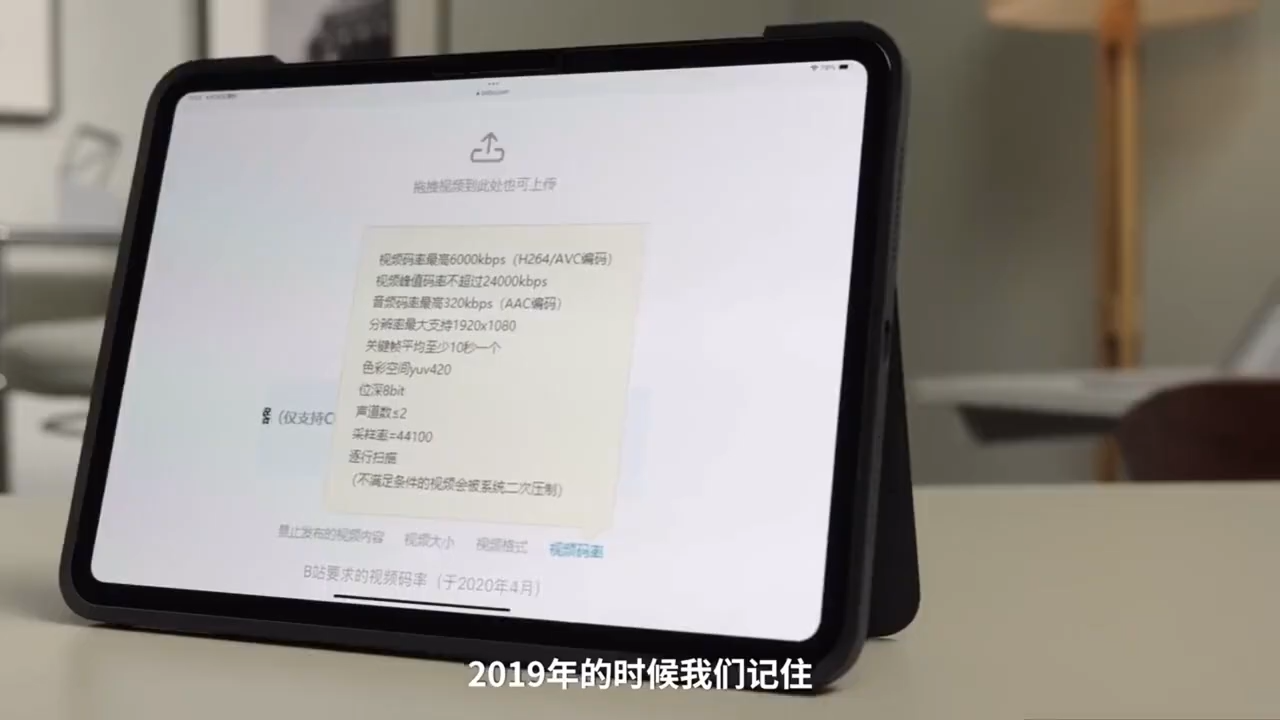 拖拽视频到此处也可上传
视频码率最高6000kbps（H264/AVC编码）
视频峰值码率不超过24000kbps
音频码率最高320kbps（AAC编码）
分辨率最大支持1920x1080
关键帧平均至少10秒一个
色彩空间yuv420
位深8bit
声道数≤2
采样率=44100
（仅支持C
逐行扫描
（不满足条件的视频会被系统二次压制）
禁止发布的视频内容 视频大小 视频格式 视频码率
B站要求的视频码率（于2020年4月）
2019年的时候我们记住